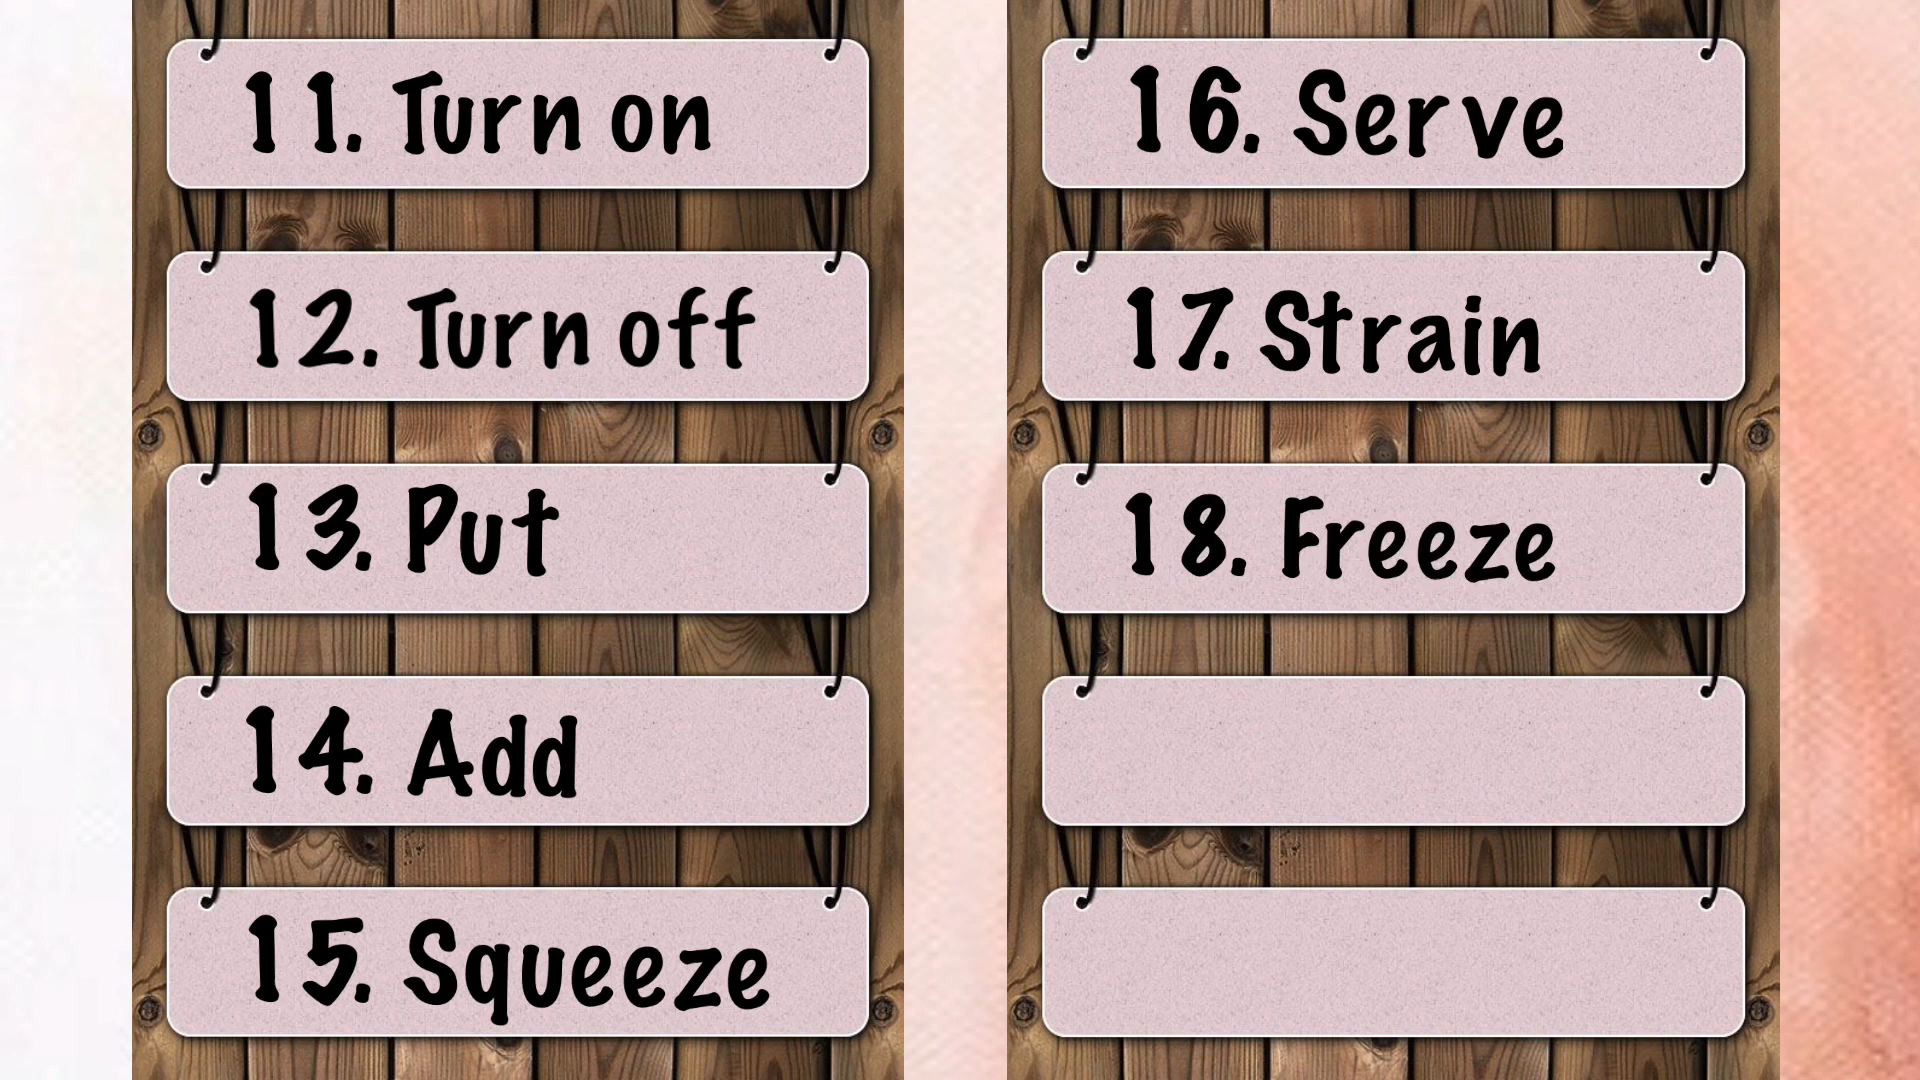 11. Turn on
12. Turn off
13. Put
14. Add
15. Squeeze
16. Serve
17. Strain
18. Freeze